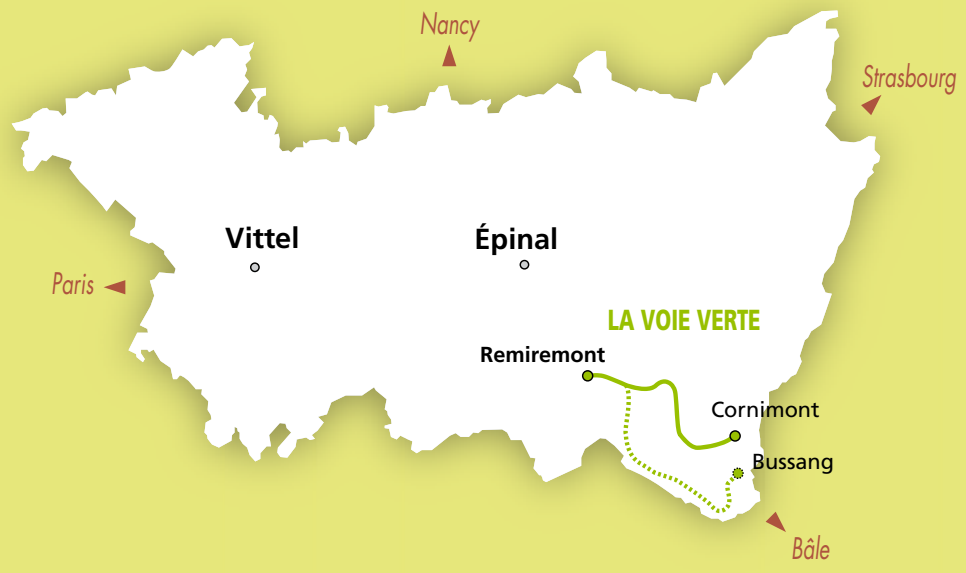 Nancy
Strasbourg
Vittel
Épinal
Paris
LA VOIE VERTE
Remiremont
Cornimont
Bussang
Bâle